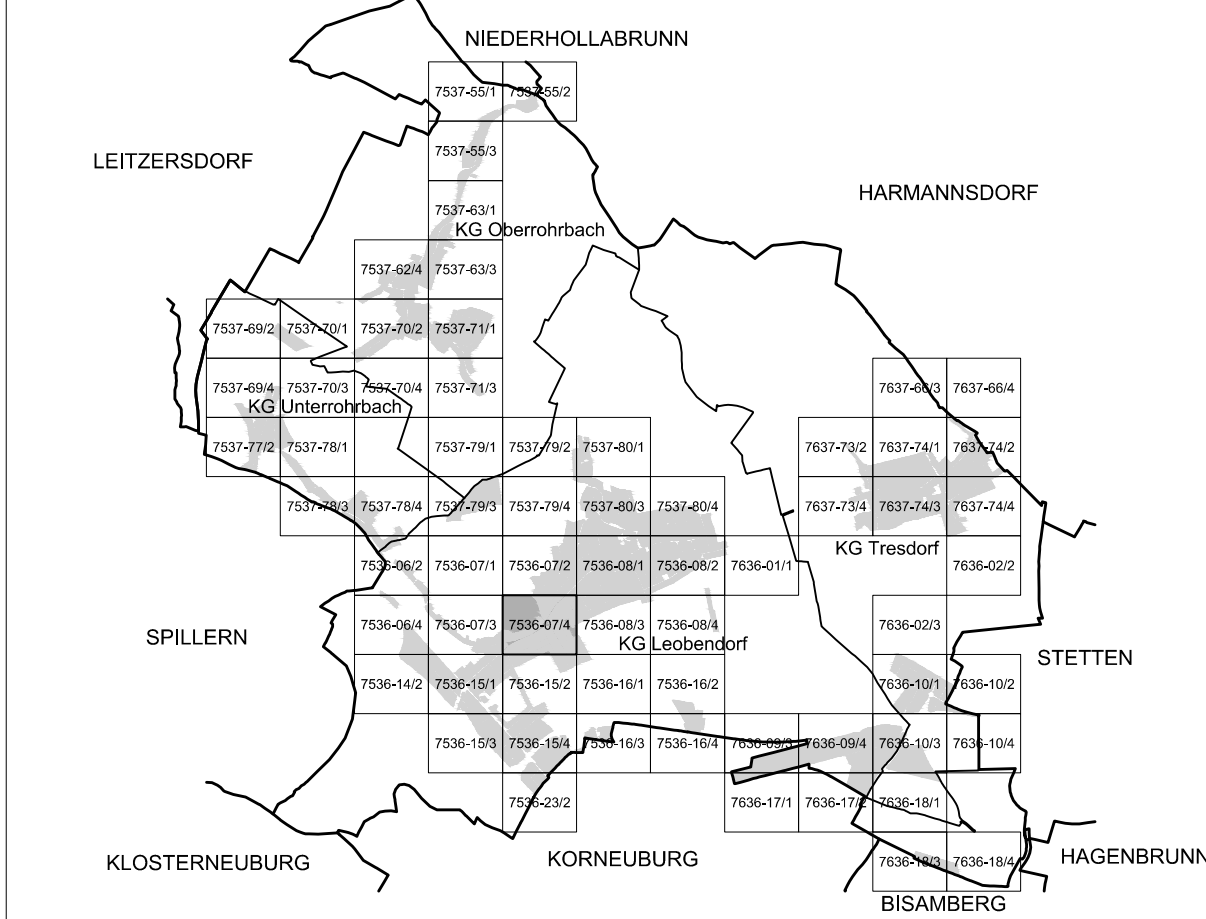 NIEDERHOLLABRUNN
7537-55/1 7537-55/2
LEITZERSDORF
7537-55/3
HARMANNSDORF
7537-63/1
KG Oberrohrbach
7537-62/4 7537-63/3
7537-69/2 7537-70/1 7537-70/2 7537-71/1
7537-69/4 7537-70/3 7537-70/4 7537-71/3 7637-66/3 7637-66/4
KG Unterrohrbach
7537-77/2 7537-78/1 7537-79/1 7537-79/2 7537-80/1 7637-73/2 7637-74/1 7637-74/2
7537-78/3 7537-78/4 7537-79/3 7537-79/4 7537-80/3 7537-80/4 7637-73/4 7637-74/3 7637-74/4
KG Tresdorf
7536-06/2 7536-07/1 7536-07/2 7536-08/1 7536-08/2 7636-01/1 7636-02/2
SPILLERN
7536-06/4 7536-07/3 7536-07/4 7536-08/3 7536-08/4 7636-02/3
KG Leobendorf
STETTEN
7536-14/2 7536-15/1 7536-15/2 7536-16/1 7536-16/2 7636-10/1 7636-10/2
7536-15/3 7536-15/4 7536-16/3 7536-16/4 7636-09/3 7636-09/4 7636-10/3 7636-10/4
7536-23/2 7636-17/1 7636-17/2 7636-18/1
KLOSTERNEUBURG KORNEUBURG 7636-18/3 7636-18/4 HAGENBRUNN
BISAMBERG